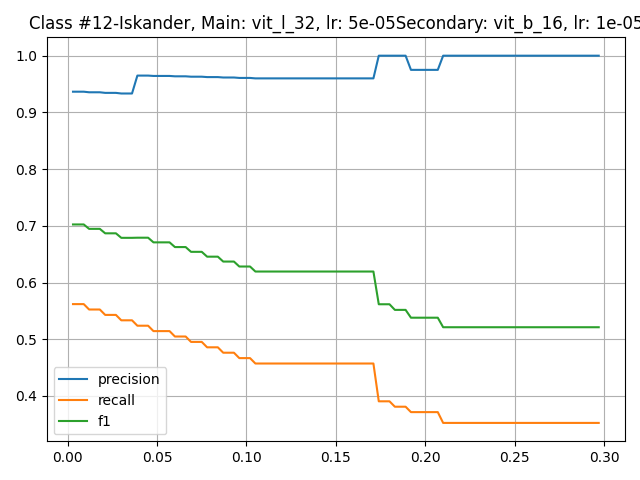 Class #12-Iskander, Main: vit_l_32, lr: 5e-05Secondary: vit_b_16, lr: 1e-05
1.0
0.9
0.8
0.7
0.6
0.5
0.4
precision
recall
f1
0.00 0.05 0.10 0.15 0.20 0.25 0.30